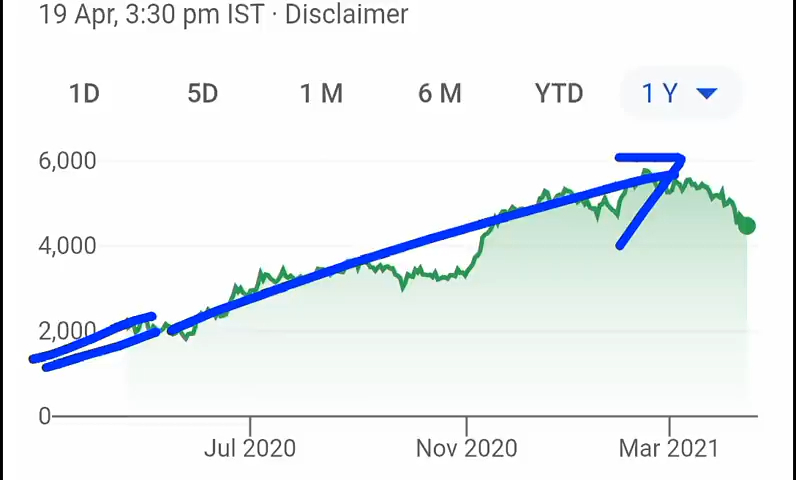 19 Apr, 3:30 pm IST · Disclaimer
1D 5D 1 M 6 M YTD 1 Y
6,000
4,000
2,000
0
Jul 2020 Nov 2020 Mar 2021